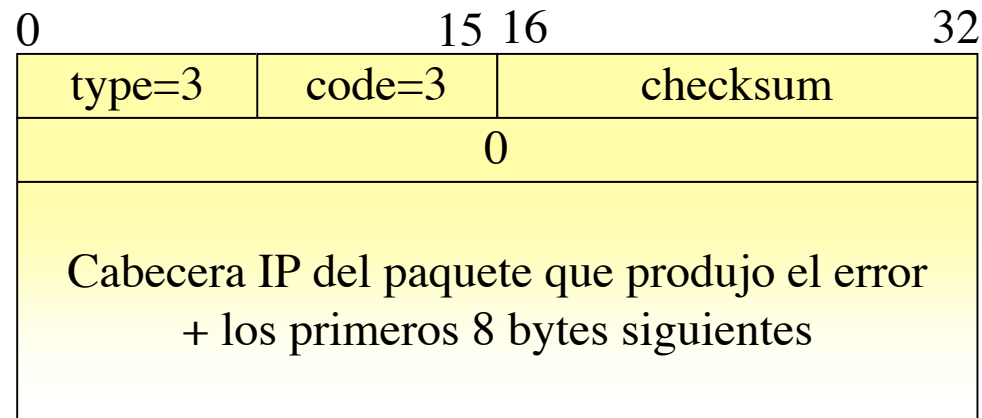 0 15 16 32
type=3 code=3 checksum
0
Cabecera IP del paquete que produjo el error
+ los primeros 8 bytes siguientes